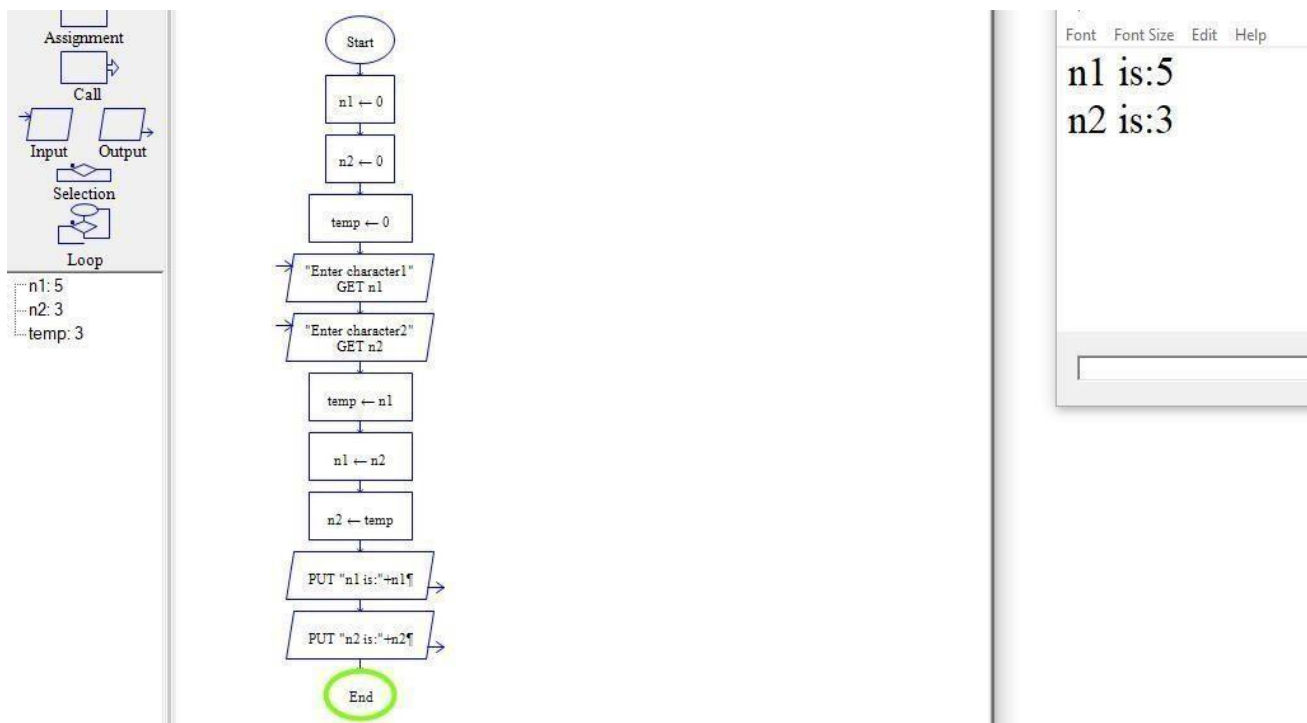 Assignment
Call
Input Output
Selection
Loop
n1: 5
n2: 3
temp: 3
Start
n1 ← 0
n2 ← 0
temp ← 0
"Enter character1"
GET n1
"Enter character2"
GET n2
temp ← n1
n1 ← n2
n2 ← temp
PUT "n1 is:"+n1¶
PUT "n2 is:"+n2¶
End
Font Font Size Edit Help
n1 is:5
n2 is:3